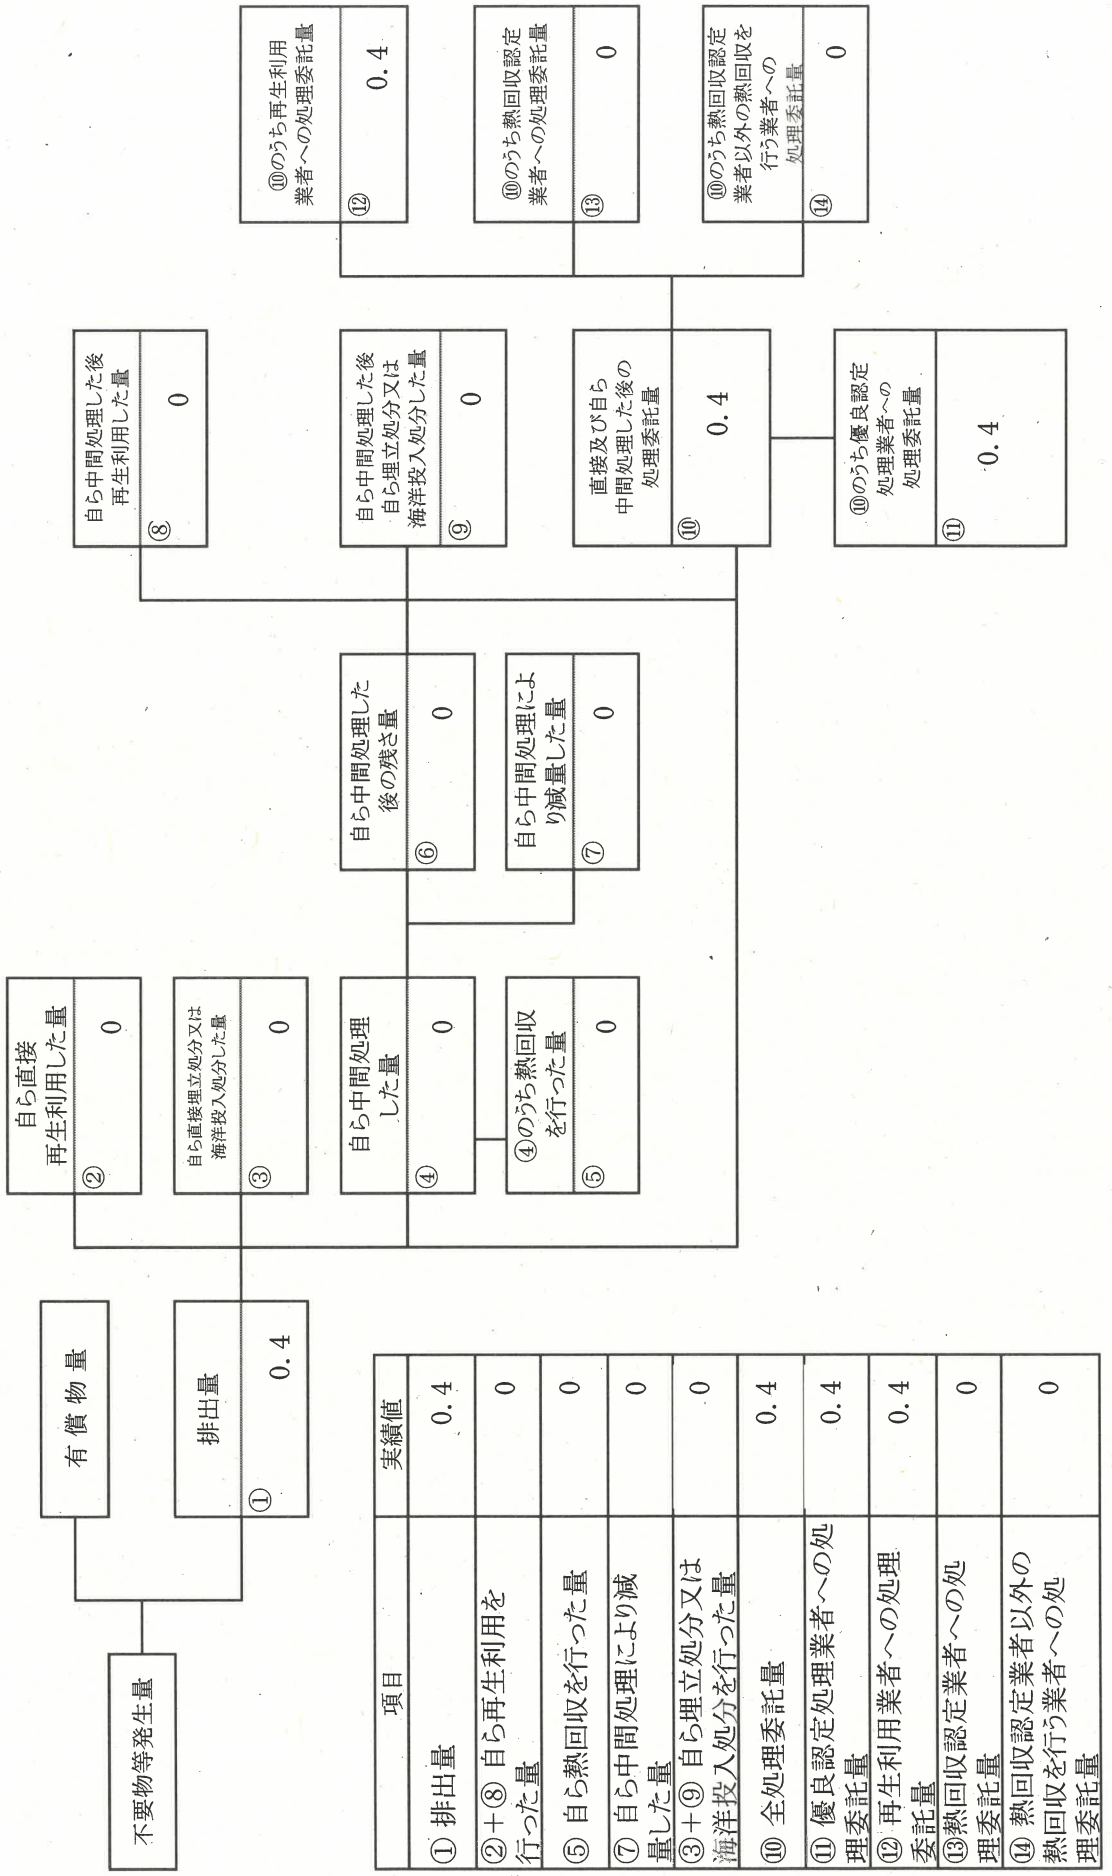 不要物等発生量
有償物量
排出量
① 0.4
自ら直接
再生利用した量
② 0
自ら直接埋立処分又は
海洋投入処分した量
③ 0
自ら中間処理
した量
④ 0
④のうち熱回収
を行った量
⑤ 0
自ら中間処理した
後の残さ量
⑥ 0
自ら中間処理によ
り減量した量
⑦ 0
自ら中間処理した後
再生利用した量
⑧ 0
自ら中間処理した後
自ら埋立処分又は
海洋投入処分した量
⑨ 0
直接及び自ら
中間処理した後の
処理委託量
⑩ 0.4
⑩のうち優良認定
処理業者への
処理委託量
⑪ 0.4
⑩のうち再生利用
業者への処理委託量
⑫ 0.4
⑩のうち熱回収認定
業者への処理委託量
⑬ 0
⑩のうち熱回収認定
業者以外の熱回収を
行う業者への
処理委託量
⑭ 0
項目 実績値
① 排出量 0.4
②+⑧ 自ら再生利用を
行った量 0
⑤ 自ら熱回収を行った量 0
⑦ 自ら中間処理により減
量した量 0
③+⑨ 自ら埋立処分又は
海洋投入処分を行った量 0
⑩ 全処理委託量 0.4
⑪ 優良認定処理業者への処
理委託量 0.4
⑫ 再生利用業者への処理
委託量 0.4
⑬熱回収認定業者への処
理委託量 0
⑭ 熱回収認定業者以外の
熱回収を行う業者への処
理委託量 0